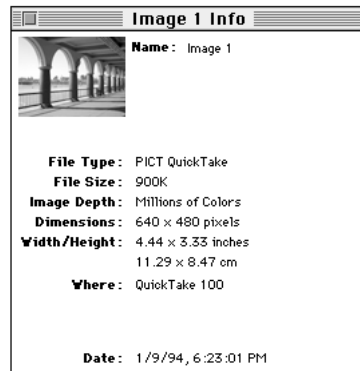 Image 1 Info
Name: Image 1
File Type: PICT QuickTake
File Size: 900K
Image Depth: Millions of Colors
Dimensions: 640 × 480 pixels
Width/Height: 4.44 × 3.33 inches
11.29 × 8.47 cm
Where: QuickTake 100
Date: 1/9/94, 6:23:01 PM